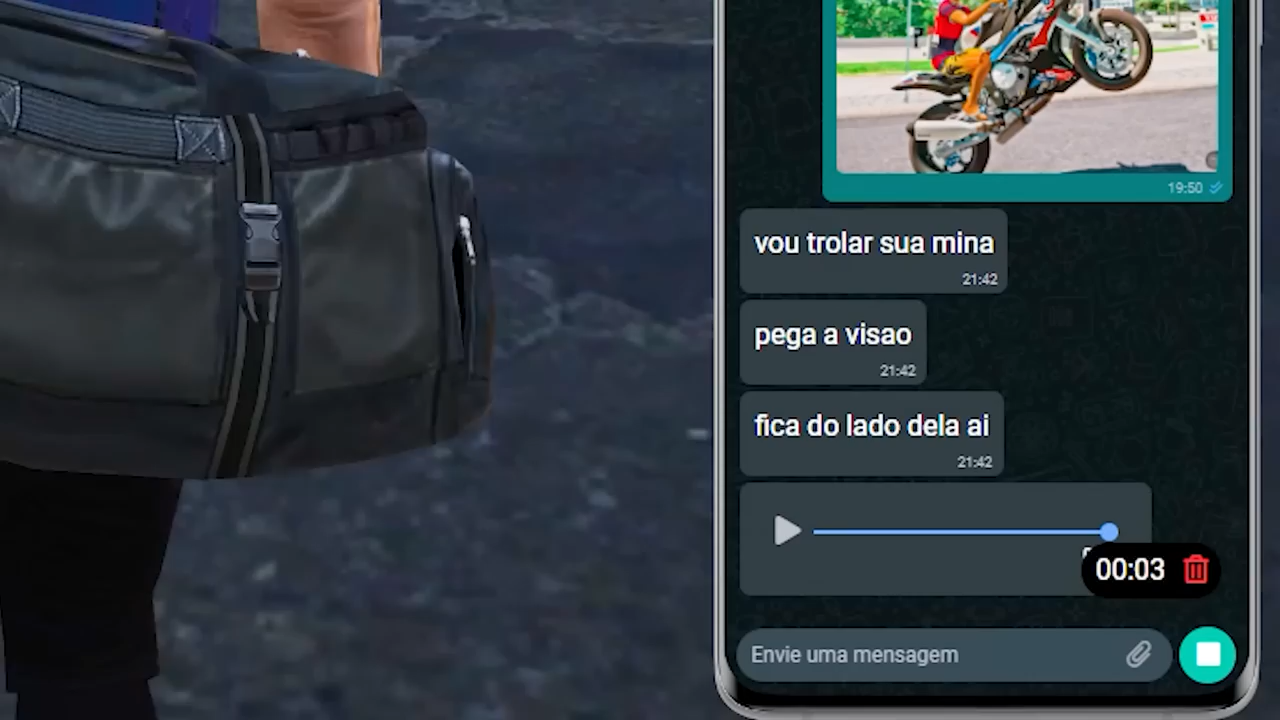 19:50
vou trolar sua mina
21:42
pega a visao
21:42
fica do lado dela ai
21:42
00:03
Envie uma mensagem